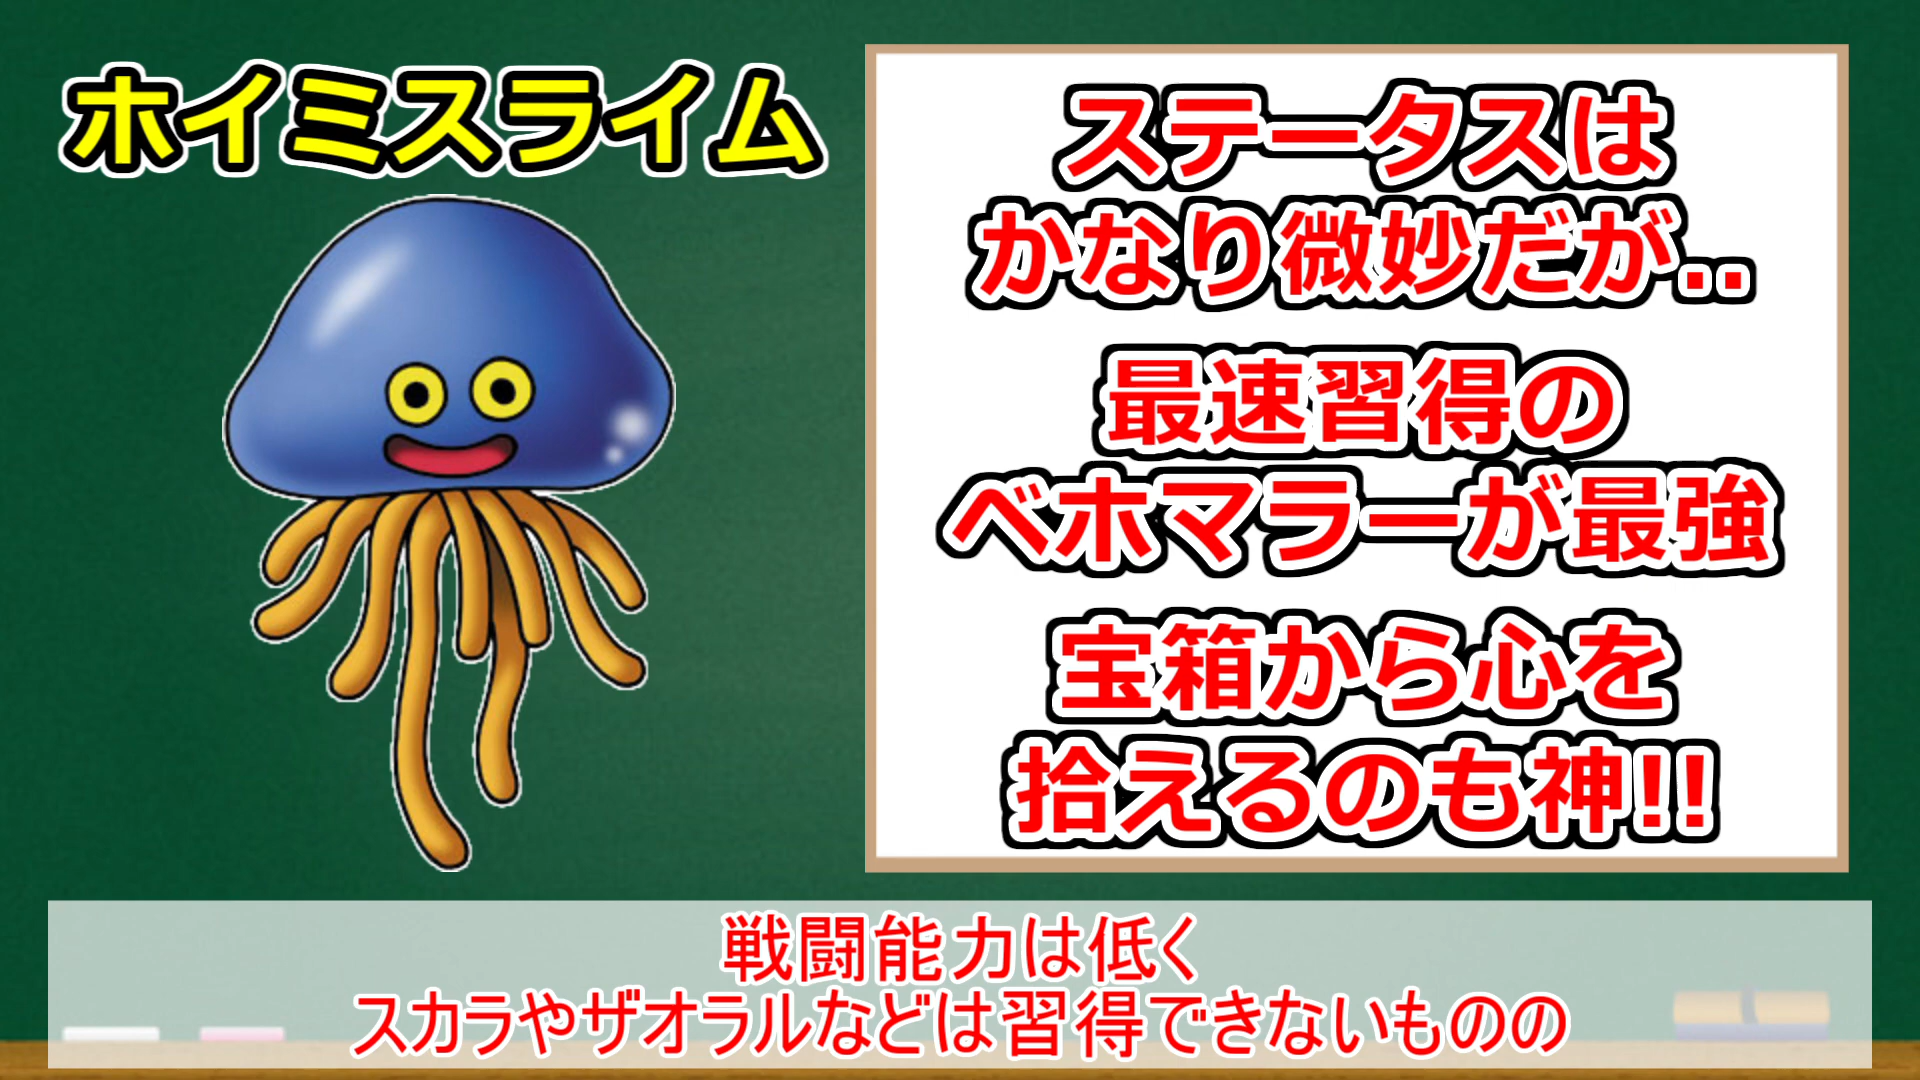 ホイミスライム
ステータスは
かなり微妙だが..
最速習得の
ベホマラーが最強
宝箱から心を
拾えるのも神!!
戦闘能力は低く
スカラやザオラルなどは習得できないものの